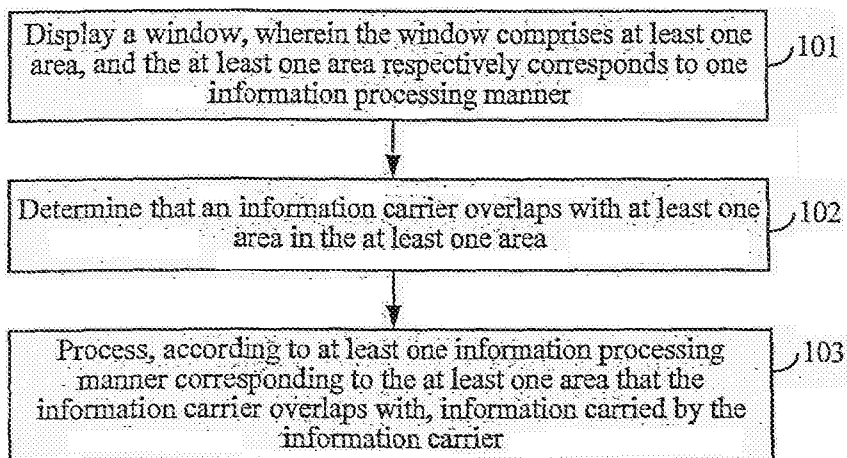 Display a window, wherein the window comprises at least one
area, and the at least one area respectively corresponds to one
information processing manner
101
Determine that an information carrier overlaps with at least one
area in the at least one area
102
Process, according to at least one information processing
manner corresponding to the at least one area that the
information carrier overlaps with, information carried by the
information carrier
103